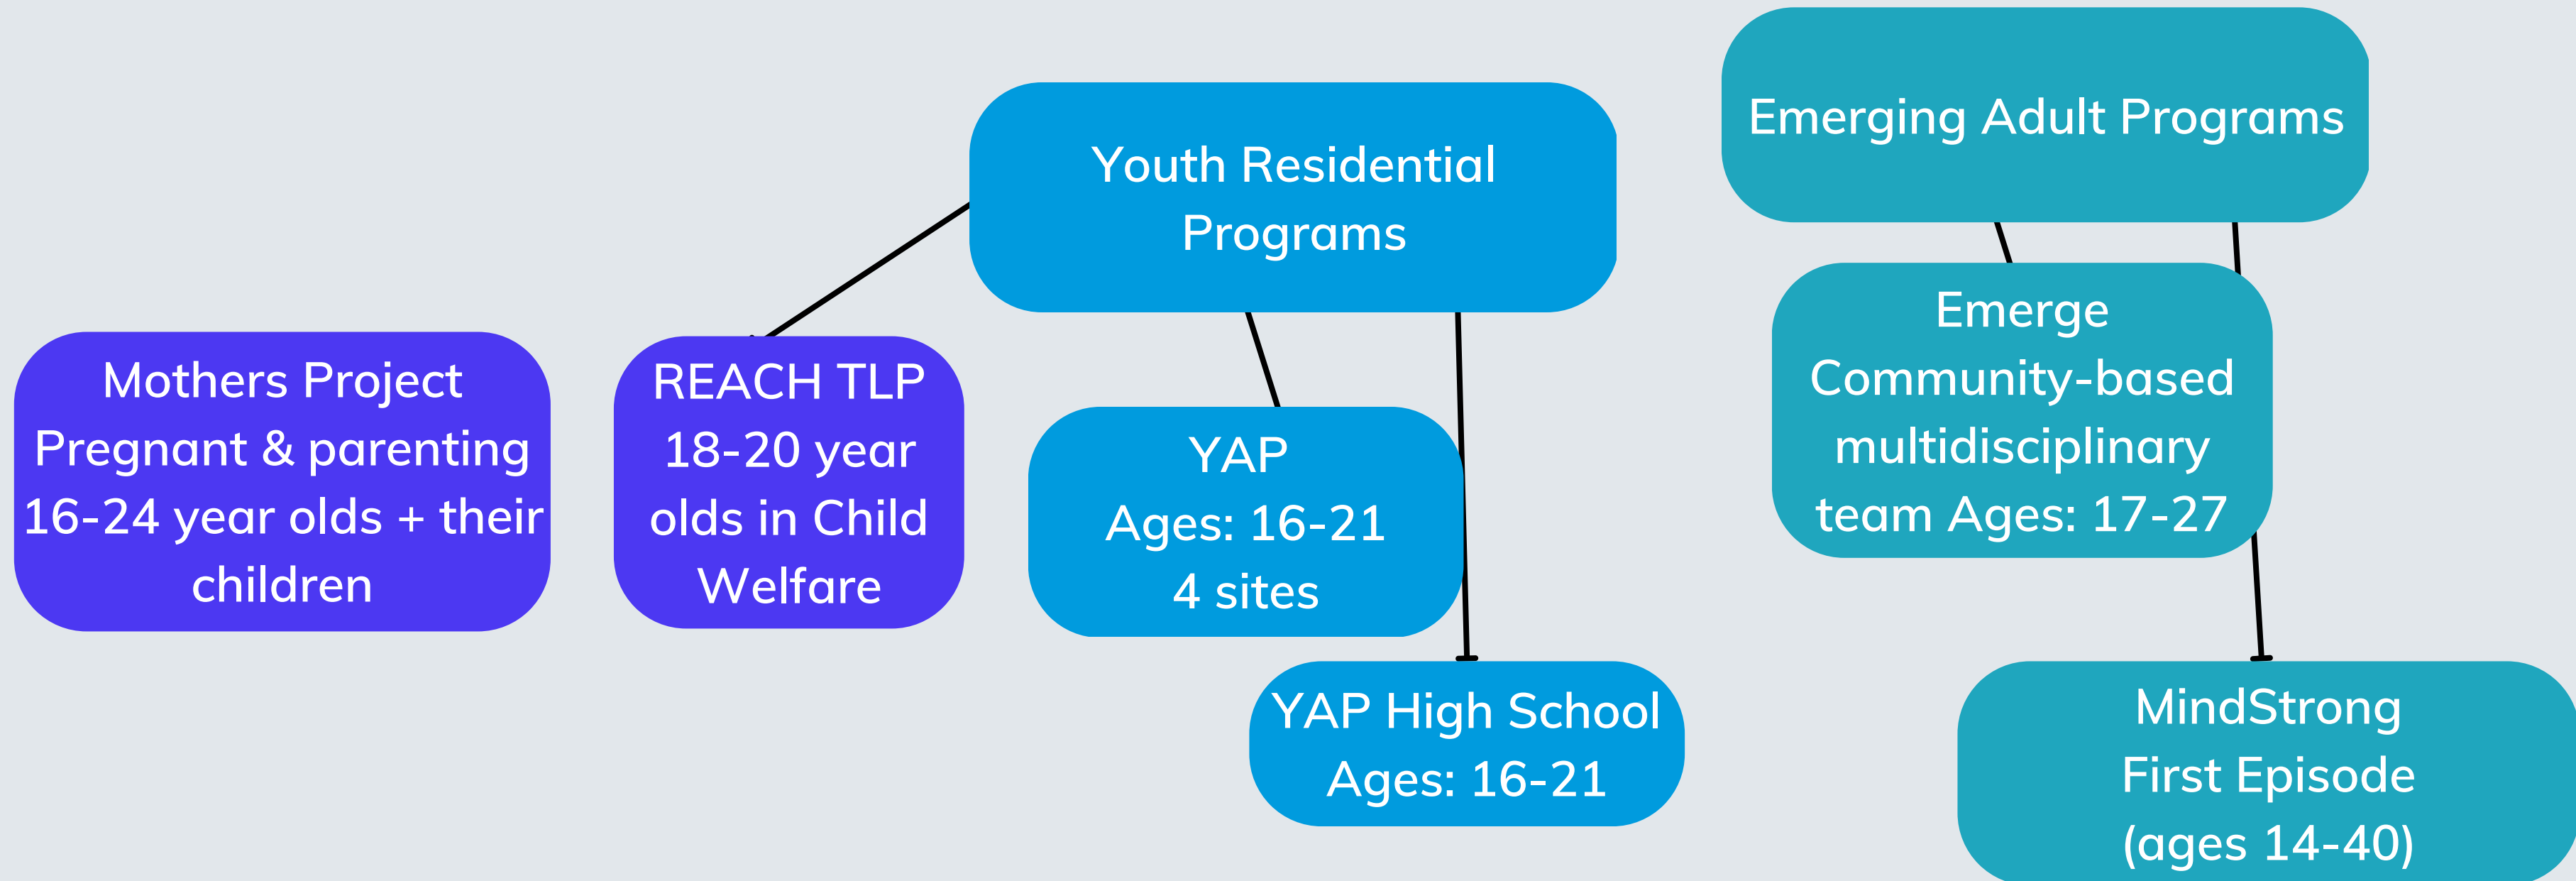 Emerging Adult Programs
Youth Residential
Programs
Mothers Project
Pregnant & parenting
16-24 year olds + their
children
REACH TLP
18-20 year
olds in Child
Welfare
YAP
Ages: 16-21
4 sites
Emerge
Community-based
multidisciplinary
team Ages: 17-27
YAP High School
Ages: 16-21
MindStrong
First Episode
(ages 14-40)